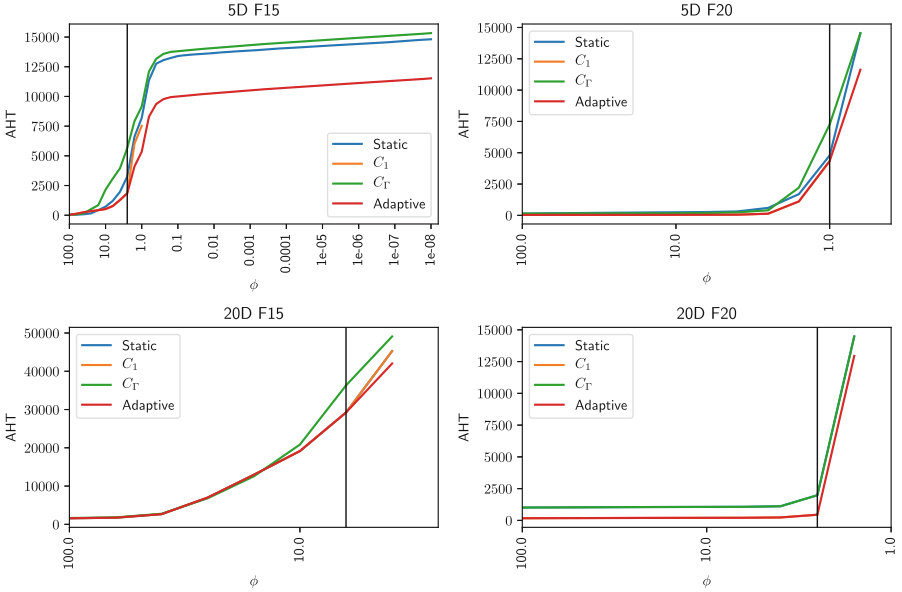 5D F15
15000
12500
10000
7500
5000
2500
0
AHT
Static
C₁
C_Γ
Adaptive
100.0 10.0 1.0 0.1 0.01 0.001 0.0001 1e-05 1e-06 1e-07 1e-08
ϕ
5D F20
15000
12500
10000
7500
5000
2500
0
AHT
Static
C₁
C_Γ
Adaptive
100.0 10.0 1.0
ϕ
20D F15
50000
40000
30000
20000
10000
0
AHT
Static
C₁
C_Γ
Adaptive
100.0 10.0
ϕ
20D F20
15000
12500
10000
7500
5000
2500
0
AHT
Static
C₁
C_Γ
Adaptive
100.0 10.0 1.0
ϕ